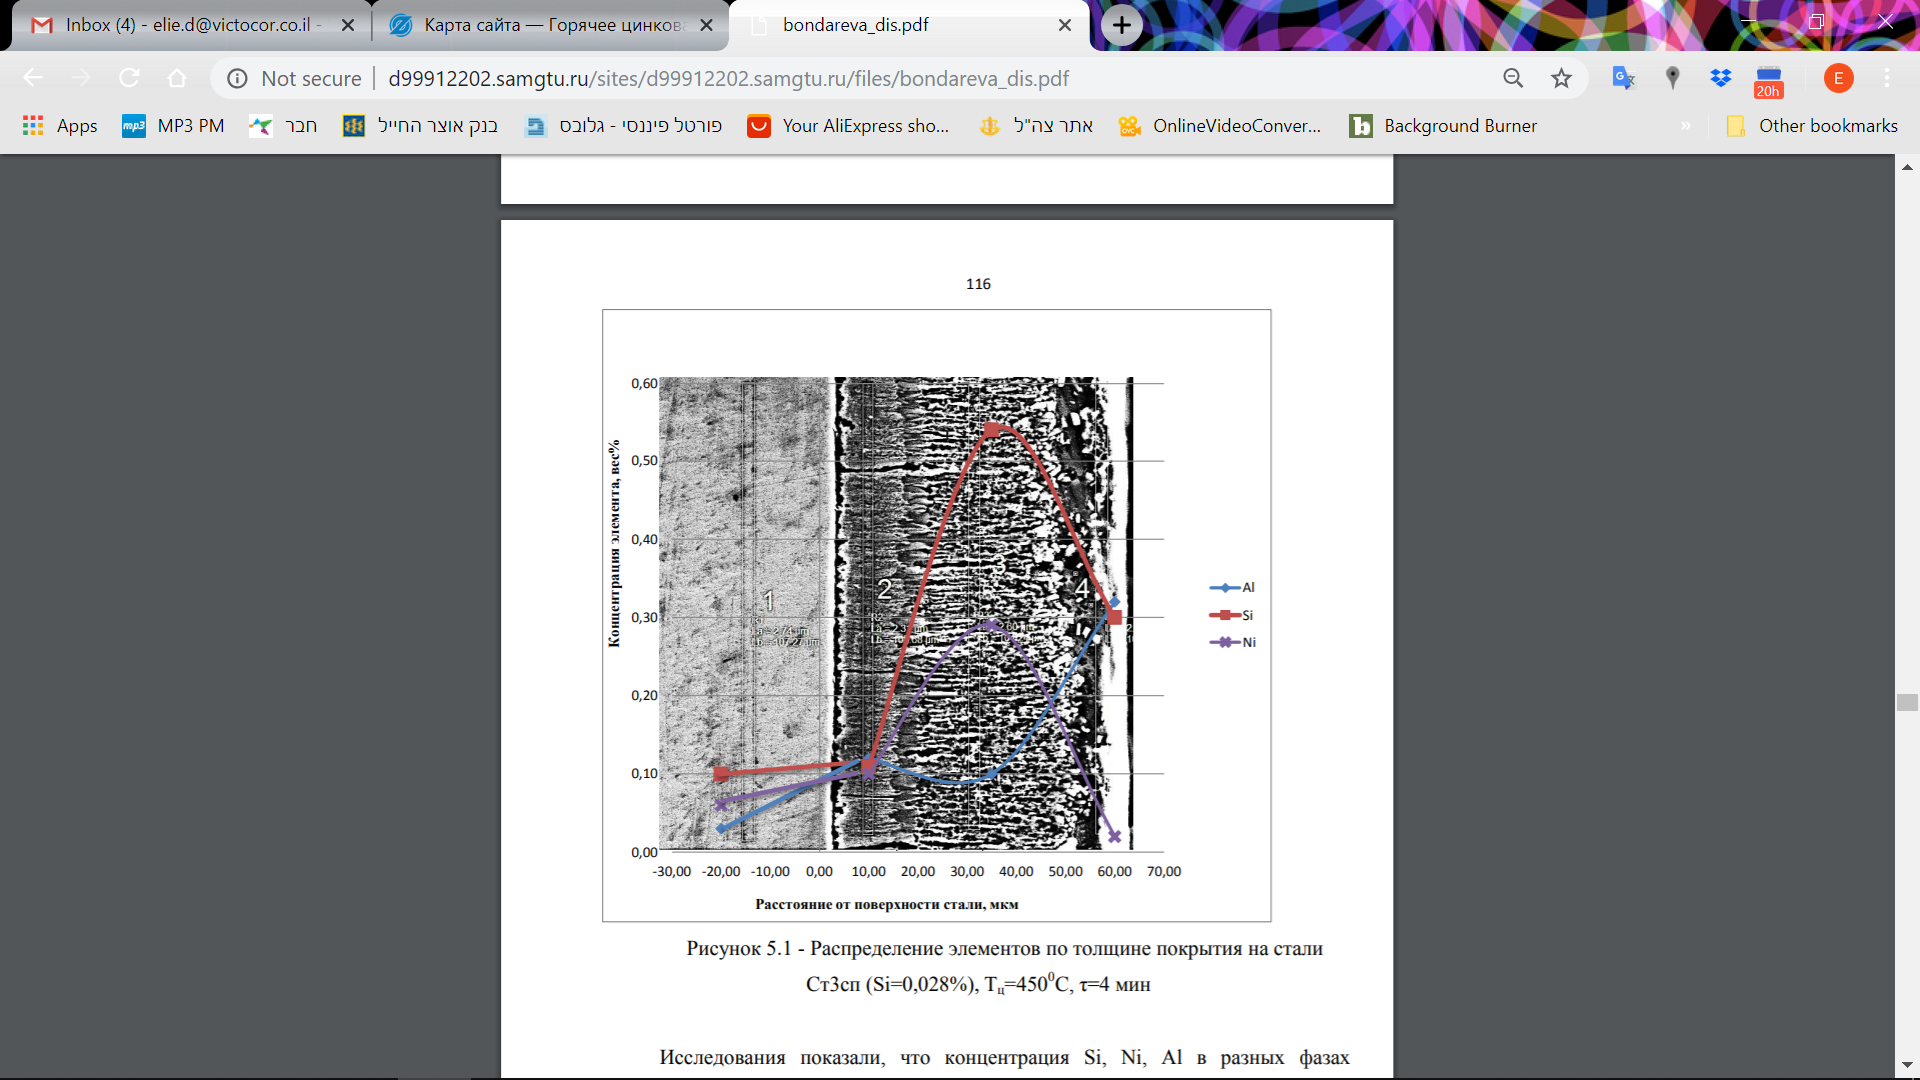 Inbox (4) - elie.d@victocor.co.il -
Карта сайта — Горячее цинкова
bondareva_dis.pdf
Not secure
d99912202.samgtu.ru/sites/d99912202.samgtu.ru/files/bondareva_dis.pdf
20h
E
Apps
mp3 MP3 PM
חבר
בנק אוצר החייל
פורטל פיננסי - גלובס
Your AliExpress sho...
אתר צה"ל
OVC OnlineVideoConver...
b Background Burner
»
Other bookmarks
116
Концентрация элемента, вес%
0,60
0,50
0,40
0,30
0,20
0,10
0,00
1
2
3
4
Al
Si
Ni
-30,00 -20,00 -10,00 0,00 10,00 20,00 30,00 40,00 50,00 60,00 70,00
Расстояние от поверхности стали, мкм
Рисунок 5.1 - Распределение элементов по толщине покрытия на стали
Ст3сп (Si=0,028%), Тц=450⁰С, τ=4 мин
Исследования показали, что концентрация Si, Ni, Al в разных фазах